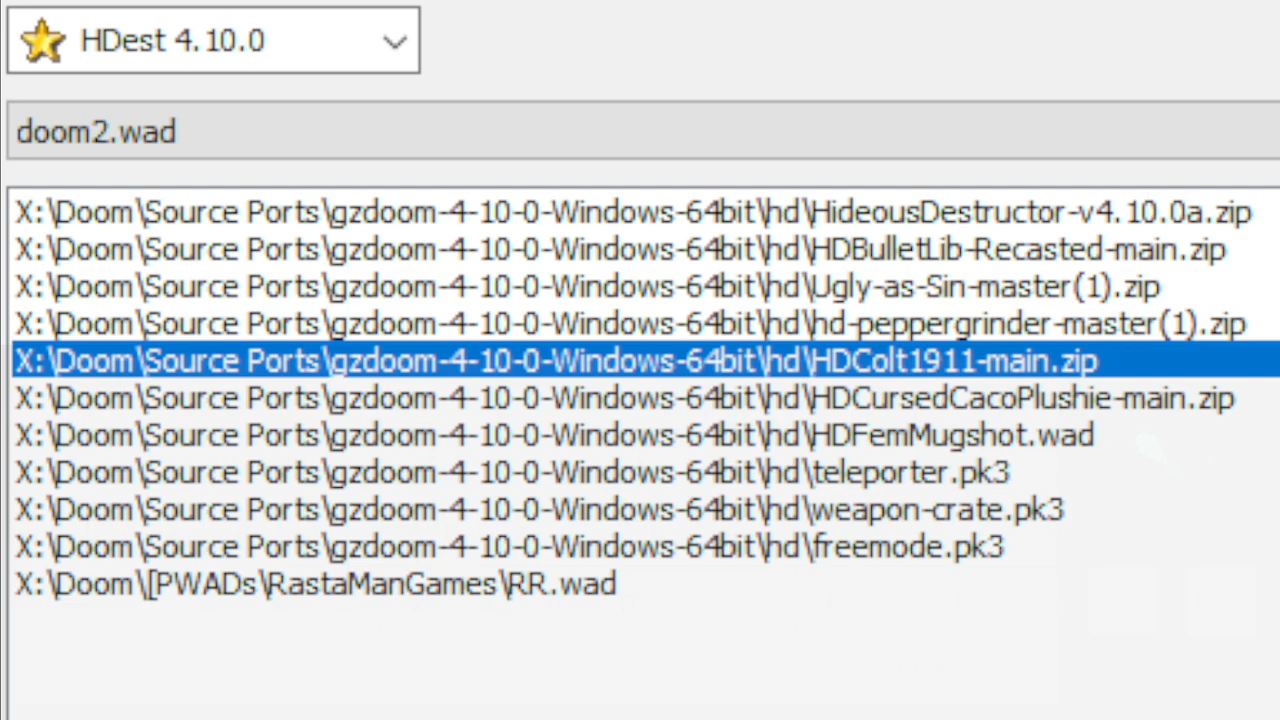 HDest 4.10.0
doom2.wad
X:\Doom\Source Ports\gzdoom-4-10-0-Windows-64bit\hd\HideousDestructor-v4.10.0a.zip
X:\Doom\Source Ports\gzdoom-4-10-0-Windows-64bit\hd\HDBulletLib-Recasted-main.zip
X:\Doom\Source Ports\gzdoom-4-10-0-Windows-64bit\hd\Ugly-as-Sin-master(1).zip
X:\Doom\Source Ports\gzdoom-4-10-0-Windows-64bit\hd\hd-peppergrinder-master(1).zip
X:\Doom\Source Ports\gzdoom-4-10-0-Windows-64bit\hd\HDColt1911-main.zip
X:\Doom\Source Ports\gzdoom-4-10-0-Windows-64bit\hd\HDCursedCacoPlushie-main.zip
X:\Doom\Source Ports\gzdoom-4-10-0-Windows-64bit\hd\HDFemMugshot.wad
X:\Doom\Source Ports\gzdoom-4-10-0-Windows-64bit\hd\teleporter.pk3
X:\Doom\Source Ports\gzdoom-4-10-0-Windows-64bit\hd\weapon-crate.pk3
X:\Doom\Source Ports\gzdoom-4-10-0-Windows-64bit\hd\freemode.pk3
X:\Doom\[PWADs\RastaManGames\RR.wad